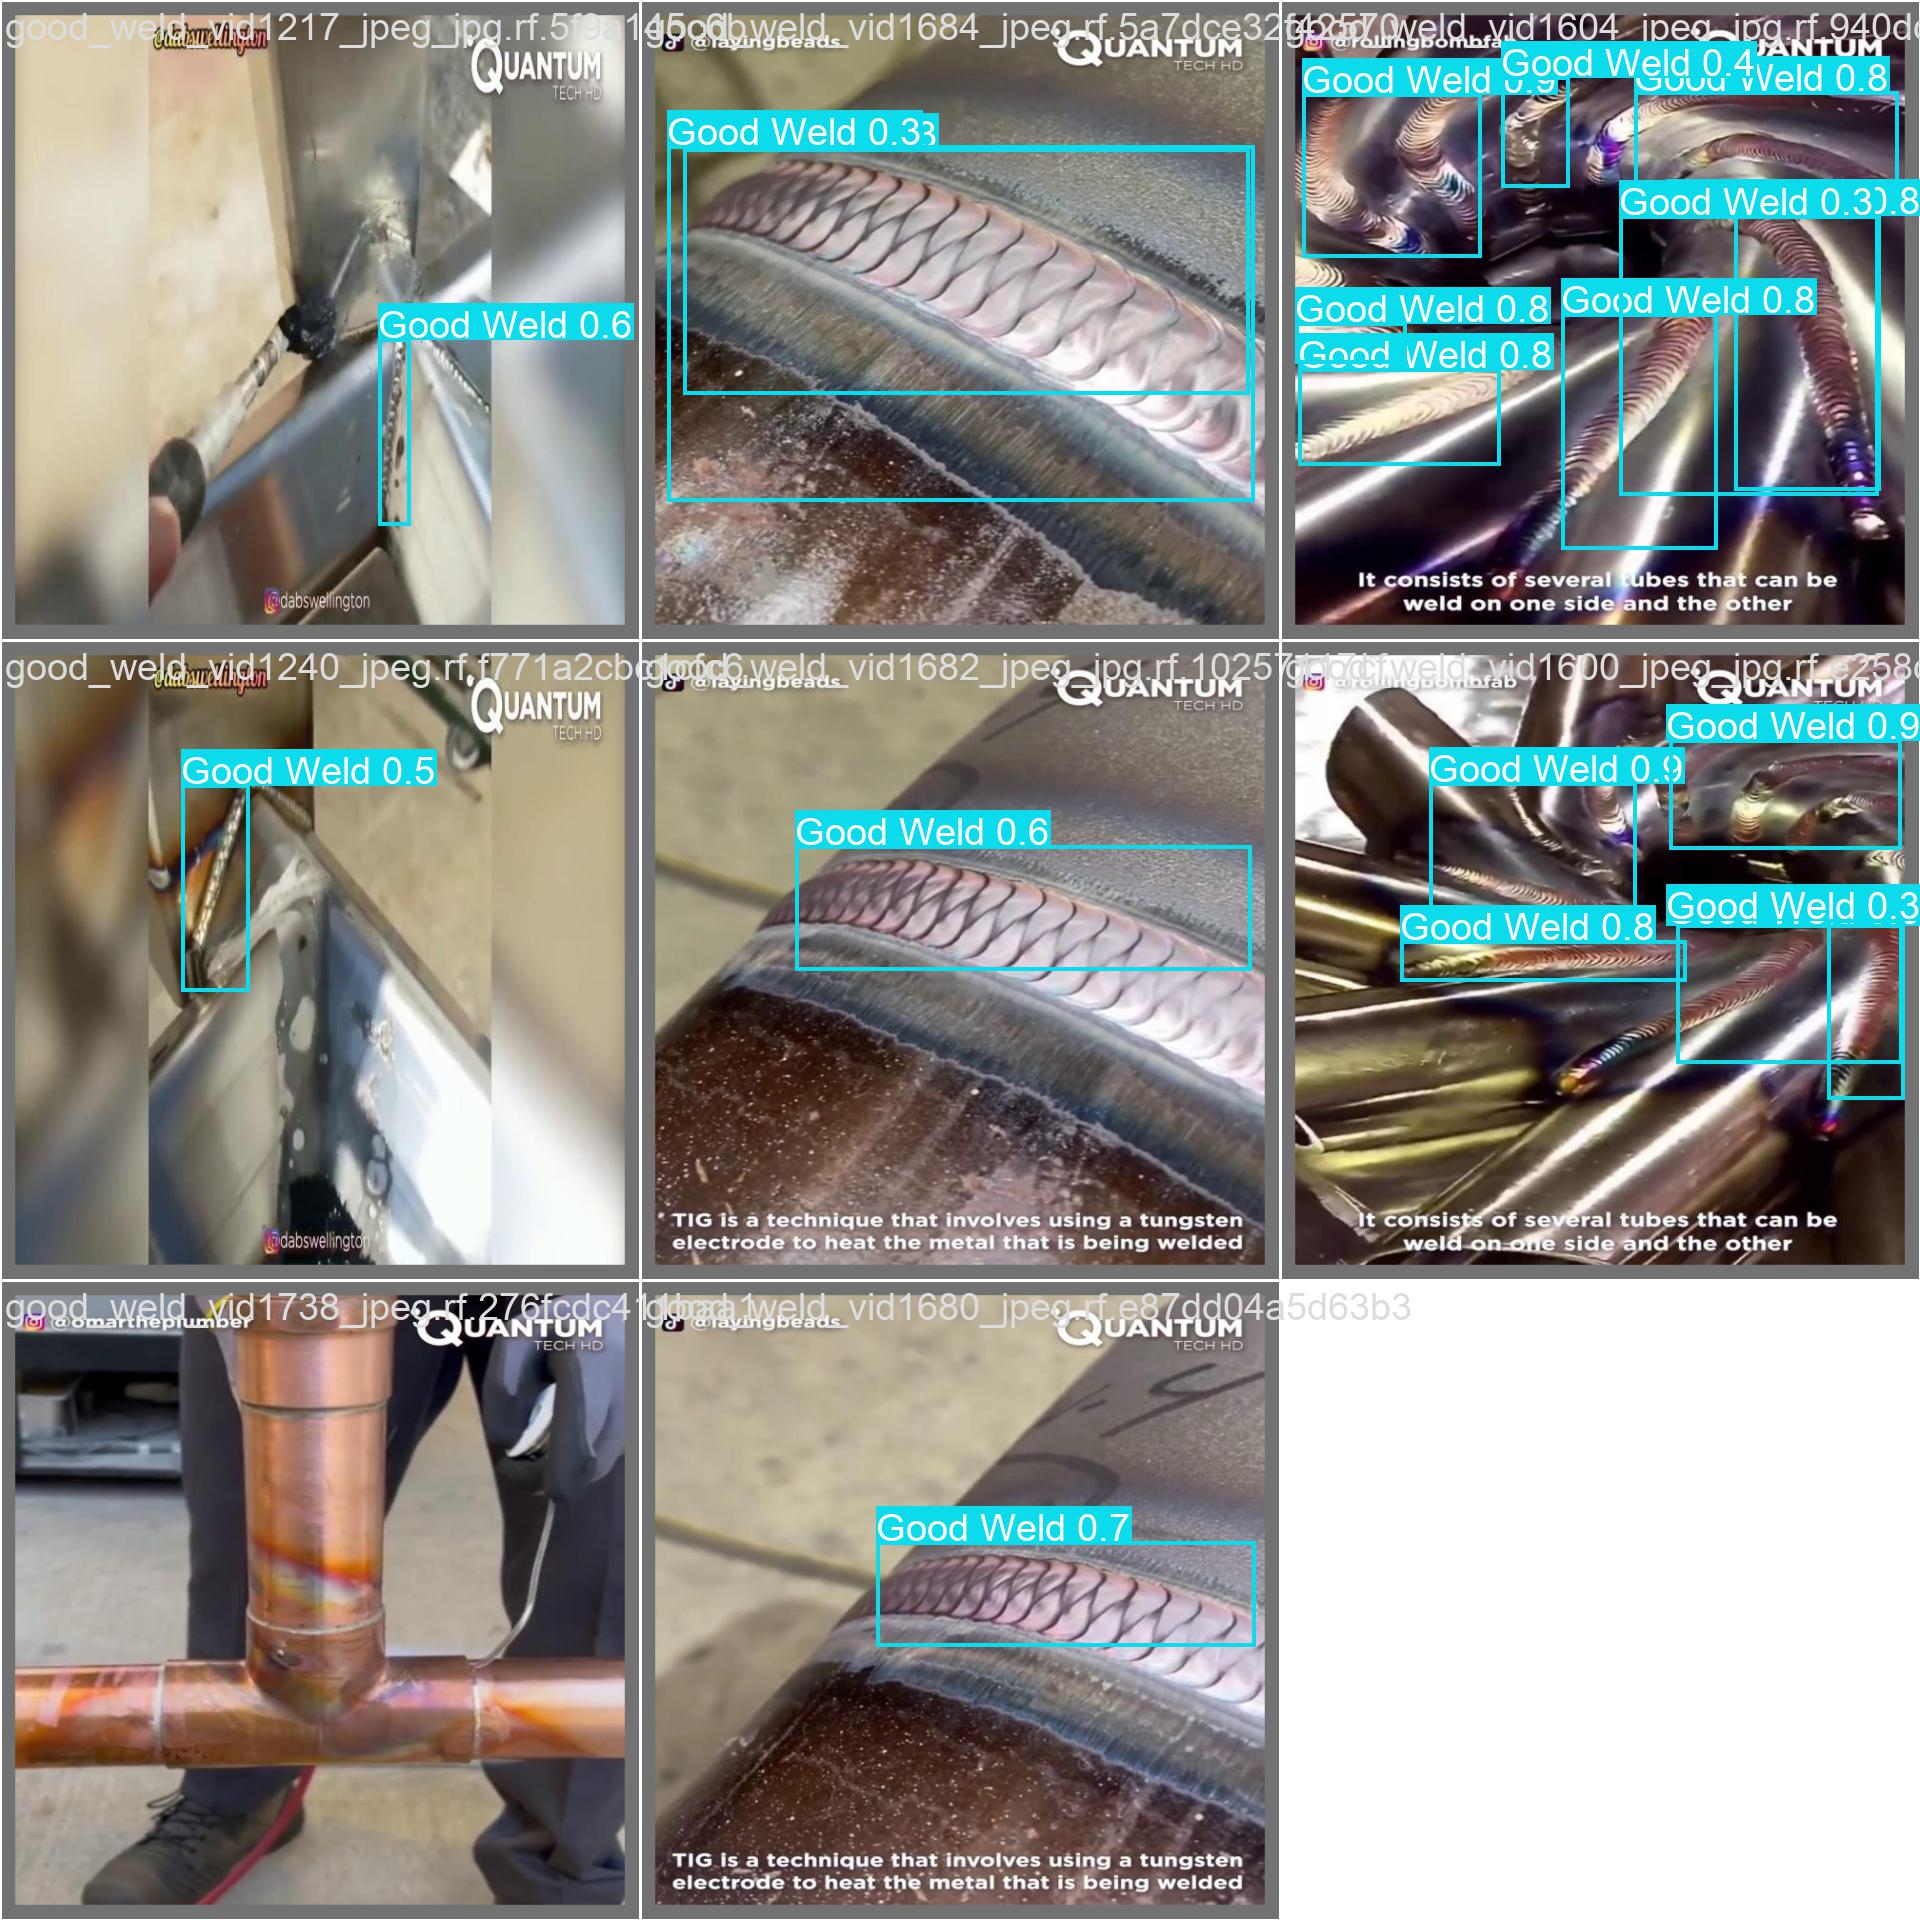 good_weld_vid1217_jpeg_jpg.rf.5f9a145
@dabswellington
QUANTUM
TECH HD
Good Weld 0.6
@dabswellington
good_weld_vid1684_jpeg.rf.5a7dce32
@layingbeads
QUANTUM
TECH HD
Good Weld 0.3
good_weld_vid1604_jpeg_jpg.rf.940d
@rollingbombfab
QUANTUM
Good Weld 0.9
Good Weld 0.4
Good Weld 0.8
Good Weld 0.3
0.8
Good Weld 0.8
Good Weld 0.8
Good Weld 0.8
It consists of several tubes that can be
weld on one side and the other
good_weld_vid1240_jpeg.rf.f771a2cb
@dabswellington
QUANTUM
TECH HD
Good Weld 0.5
@dabswellington
good_weld_vid1682_jpeg_jpg.rf.10257
@layingbeads
QUANTUM
TECH HD
Good Weld 0.6
TIG is a technique that involves using a tungsten
electrode to heat the metal that is being welded
good_weld_vid1600_jpeg_jpg.rf.e258
@rollingbombfab
QUANTUM
TECH HD
Good Weld 0.9
Good Weld 0.9
Good Weld 0.3
Good Weld 0.8
It consists of several tubes that can be
weld on one side and the other
good_weld_vid1738_jpeg.rf.276fcdc41
@omartheplumber
QUANTUM
TECH HD
good_weld_vid1680_jpeg.rf.e87dd04a5d63b3
@layingbeads
QUANTUM
TECH HD
Good Weld 0.7
TIG is a technique that involves using a tungsten
electrode to heat the metal that is being welded